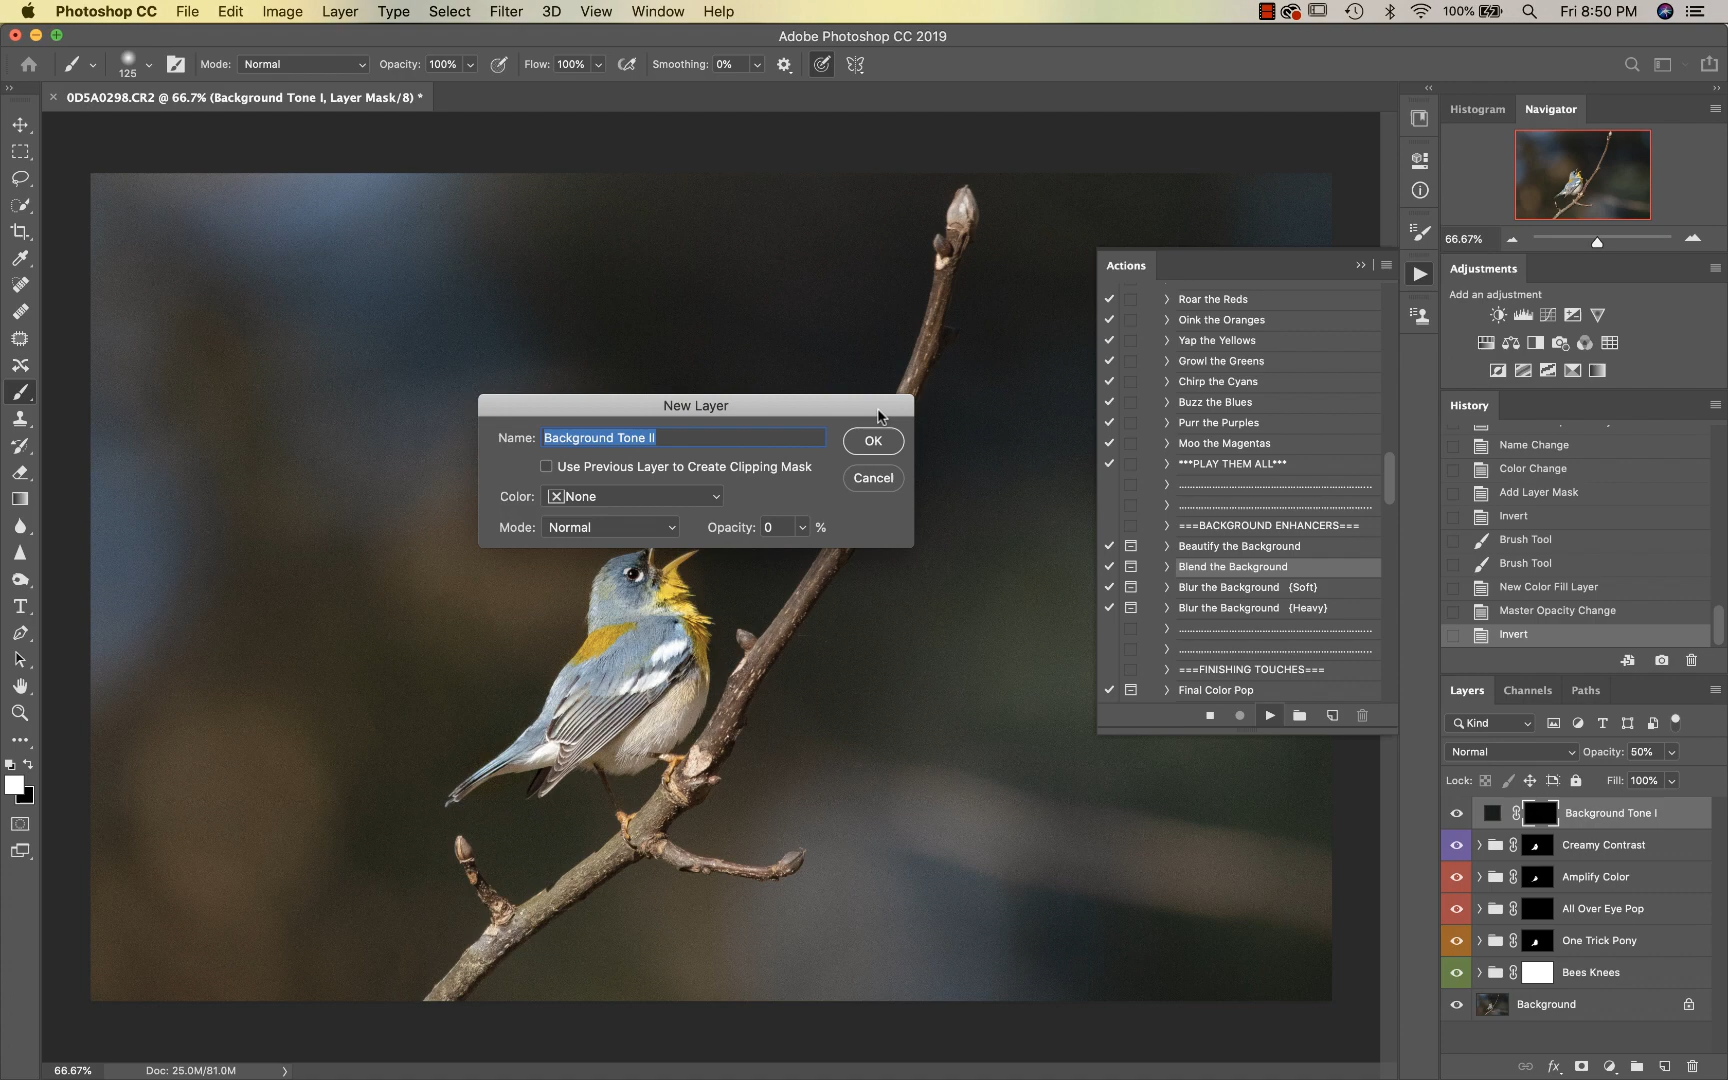 Photoshop CC File Edit Image Layer Type Select Filter 3D View Window Help 100% Fri 8:50 PM
Adobe Photoshop CC 2019
125 Mode: Normal Opacity: 100% Flow: 100% Smoothing: 0%
0D5A0298.CR2 @ 66.7% (Background Tone I, Layer Mask/8) *
New Layer
Name: Background Tone II OK
Use Previous Layer to Create Clipping Mask
Cancel
Color: None
Mode: Normal Opacity: 0 %
Actions
Roar the Reds
Oink the Oranges
Yap the Yellows
Growl the Greens
Chirp the Cyans
Buzz the Blues
Purr the Purples
Moo the Magentas
***PLAY THEM ALL***
===BACKGROUND ENHANCERS===
Beautify the Background
Blend the Background
Blur the Background {Soft}
Blur the Background {Heavy}
===FINISHING TOUCHES===
Final Color Pop
Histogram Navigator
66.67%
Adjustments
Add an adjustment
History
Name Change
Color Change
Add Layer Mask
Invert
Brush Tool
Brush Tool
New Color Fill Layer
Master Opacity Change
Invert
Layers Channels Paths
Kind
Normal Opacity: 50%
Lock: Fill: 100%
Background Tone I
Creamy Contrast
Amplify Color
All Over Eye Pop
One Trick Pony
Bees Knees
Background
66.67% Doc: 25.0M/81.0M